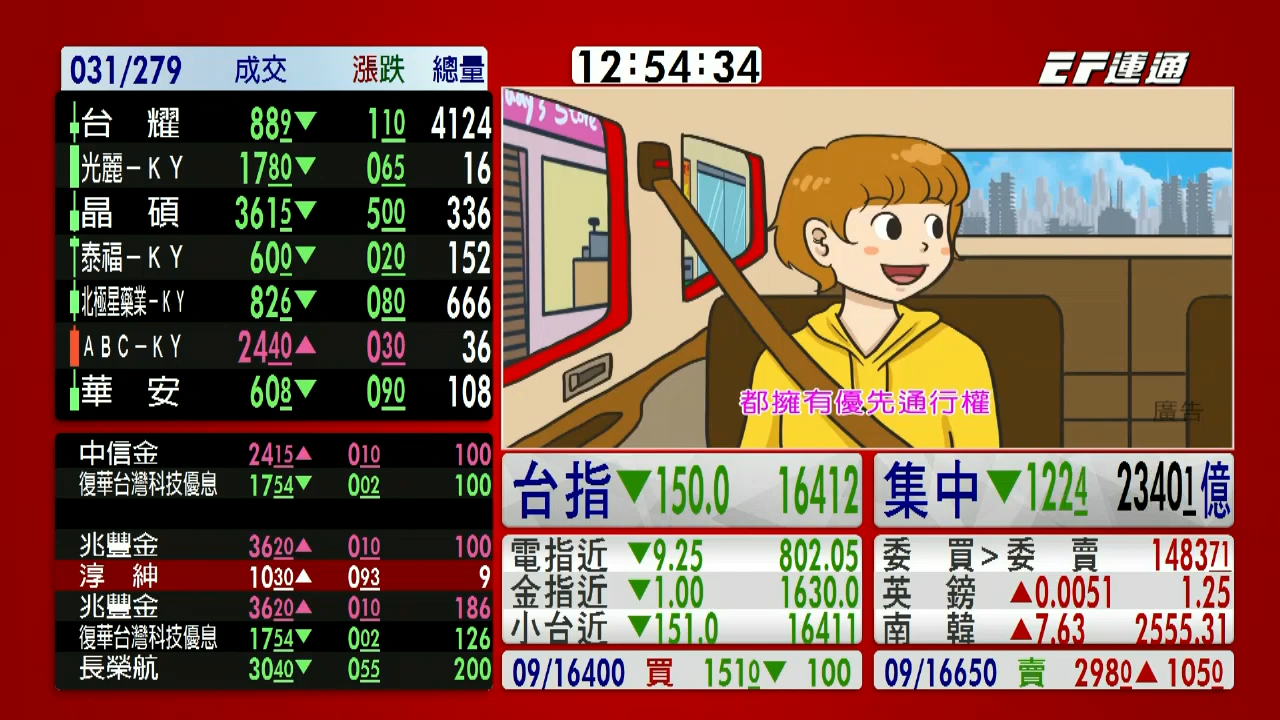 031/279 成交 漲跌 總量
台耀 889▼ 110 4124
光麗-KY 1780▼ 065 16
晶碩 3615▼ 500 336
泰福-KY 600▼ 020 152
北極星藥業-KY 826▼ 080 666
ABC-KY 2440▲ 030 36
華安 608▼ 090 108
中信金 2415▲ 010 100
復華台灣科技優息 1754▼ 002 100
兆豐金 3620▲ 010 100
淳紳 1030▲ 093 9
兆豐金 3620▲ 010 186
復華台灣科技優息 1754▼ 002 126
長榮航 3040▼ 055 200
12:54:34
EF運通
day's Store
都擁有優先通行權
廣告
台指▼150.0 16412
電指近 ▼9.25 802.05
金指近 ▼1.00 1630.0
小台近 ▼151.0 16411
09/16400 買 1510▼ 100
集中▼1224 23401億
委買>委賣 148371
英鎊 ▲0.0051 1.25
南韓 ▲7.63 2555.31
09/16650 賣 2980▲1050